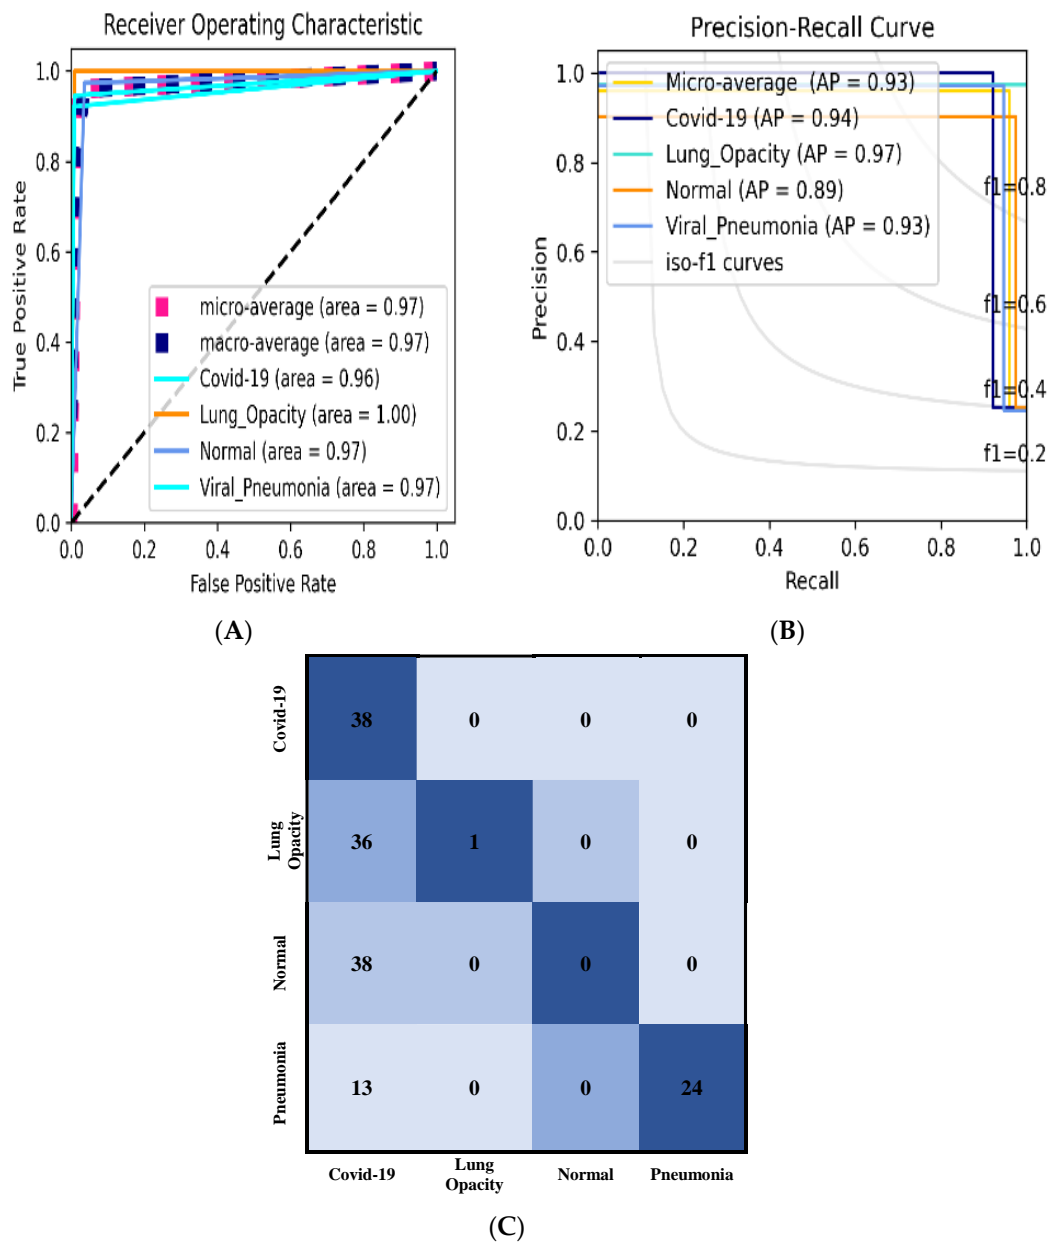 Receiver Operating Characteristic
True Positive Rate
1.0
0.8
0.6
0.4
0.2
0.0
micro-average (area = 0.97)
macro-average (area = 0.97)
Covid-19 (area = 0.96)
Lung_Opacity (area = 1.00)
Normal (area = 0.97)
Viral_Pneumonia (area = 0.97)
0.0 0.2 0.4 0.6 0.8 1.0
False Positive Rate
(A)
Precision-Recall Curve
Precision
1.0
0.8
0.6
0.4
0.2
0.0
Micro-average (AP = 0.93)
Covid-19 (AP = 0.94)
Lung_Opacity (AP = 0.97)
Normal (AP = 0.89)
Viral_Pneumonia (AP = 0.93)
iso-f1 curves
f1=0.8
f1=0.6
f1=0.4
f1=0.2
0.0 0.2 0.4 0.6 0.8 1.0
Recall
(B)
Covid-19
38 0 0 0
Lung
Opacity
36 1 0 0
Normal
38 0 0 0
Pneumonia
13 0 0 24
Covid-19
Lung
Opacity
Normal
Pneumonia
(C)